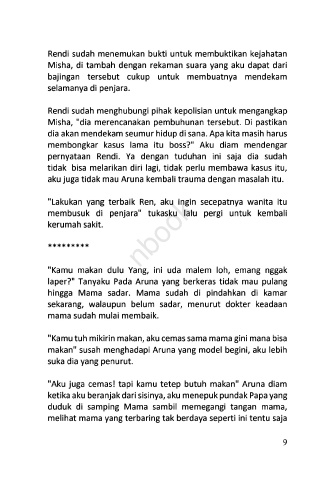 Rendi sudah menemukan bukti untuk membuktikan kejahatan
Misha, di tambah dengan rekaman suara yang aku dapat dari
bajingan tersebut cukup untuk membuatnya mendekam
selamanya di penjara.
Rendi sudah menghubungi pihak kepolisian untuk mengangkap
Misha, "dia merencanakan pembunuhan tersebut. Di pastikan
dia akan mendekam seumur hidup di sana. Apa kita masih harus
membongkar kasus lama itu boss?" Aku diam mendengar
pernyataan Rendi. Ya dengan tuduhan ini saja dia sudah
tidak bisa melarikan diri lagi, tidak perlu membawa kasus itu,
aku juga tidak mau Aruna kembali trauma dengan masalah itu.
"Lakukan yang terbaik Ren, aku ingin secepatnya wanita itu
membusuk di penjara" tukasku lalu pergi untuk kembali
kerumah sakit.
*********
"Kamu makan dulu Yang, ini uda malem loh, emang nggak
laper?" Tanyaku Pada Aruna yang berkeras tidak mau pulang
hingga Mama sadar. Mama sudah di pindahkan di kamar
sekarang, walaupun belum sadar, menurut dokter keadaan
mama sudah mulai membaik.
"Kamu tuh mikirin makan, aku cemas sama mama gini mana bisa
makan" susah menghadapi Aruna yang model begini, aku lebih
suka dia yang penurut.
"Aku juga cemas! tapi kamu tetep butuh makan" Aruna diam
ketika aku beranjak dari sisinya, aku menepuk pundak Papa yang
duduk di samping Mama sambil memegangi tangan mama,
melihat mama yang terbaring tak berdaya seperti ini tentu saja
9